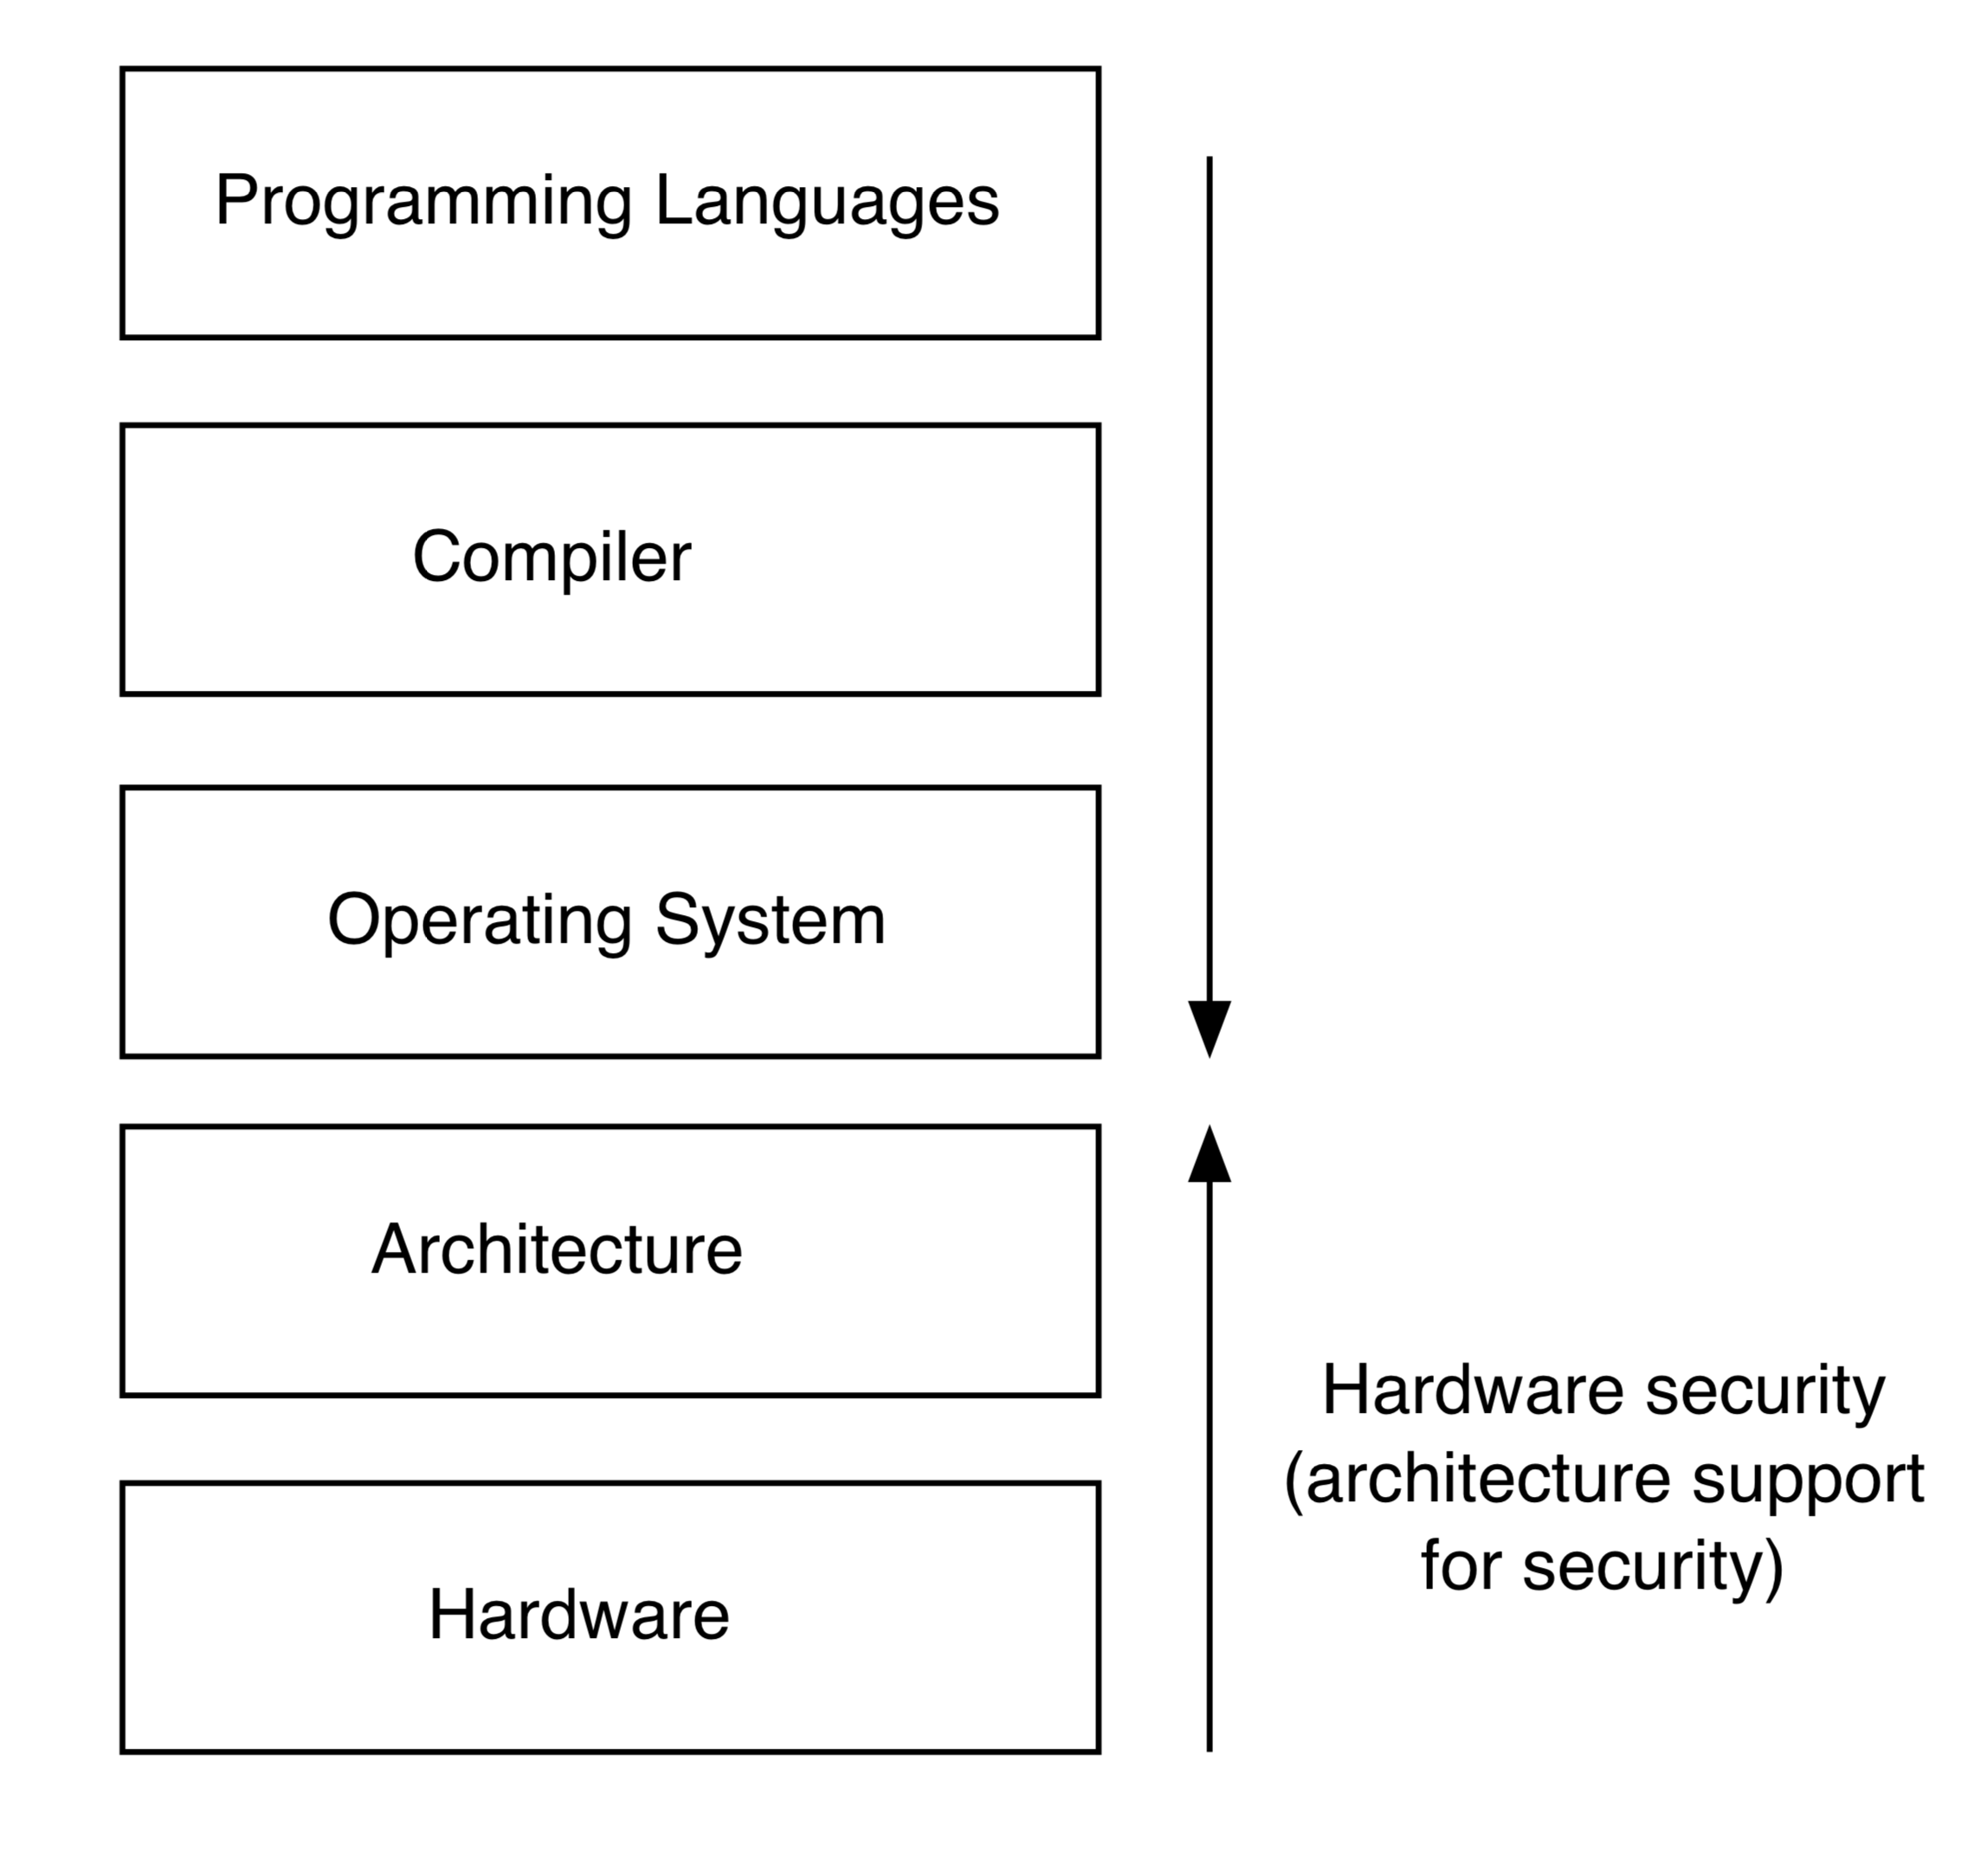 Programming Languages
Compiler
Operating System
Architecture
Hardware
Hardware security
(architecture support
for security)